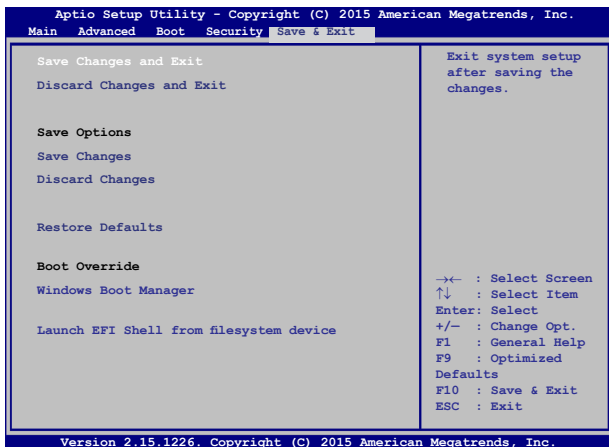 Aptio Setup Utility - Copyright (C) 2015 American Megatrends, Inc.
Main Advanced Boot Security Save & Exit
Save Changes and Exit
Discard Changes and Exit
Save Options
Save Changes
Discard Changes
Restore Defaults
Boot Override
Windows Boot Manager
Launch EFI Shell from filesystem device
Exit system setup
after saving the
changes.
→← : Select Screen
↑↓ : Select Item
Enter: Select
+/— : Change Opt.
F1 : General Help
F9 : Optimized
Defaults
F10 : Save & Exit
ESC : Exit
Version 2.15.1226. Copyright (C) 2015 American Megatrends, Inc.